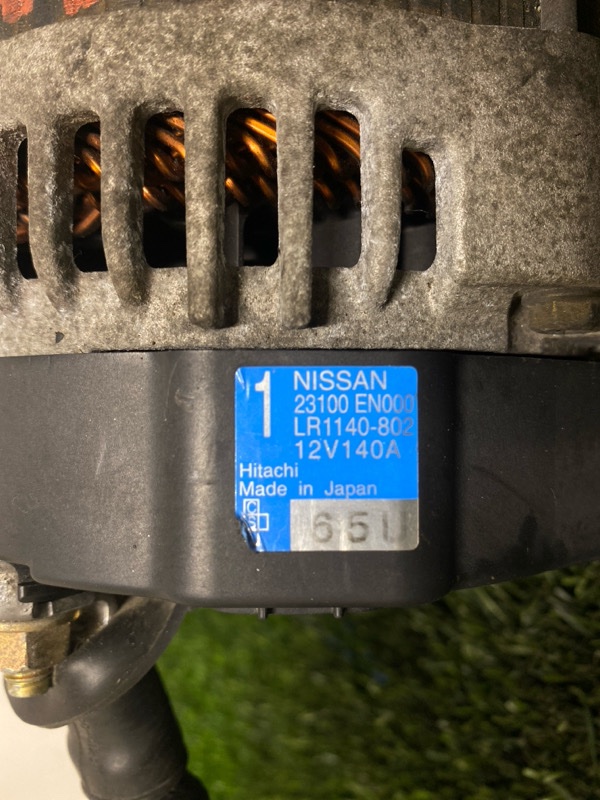 1
NISSAN
23100 EN000
LR1140-802
12V140A
Hitachi
Made in Japan
65U